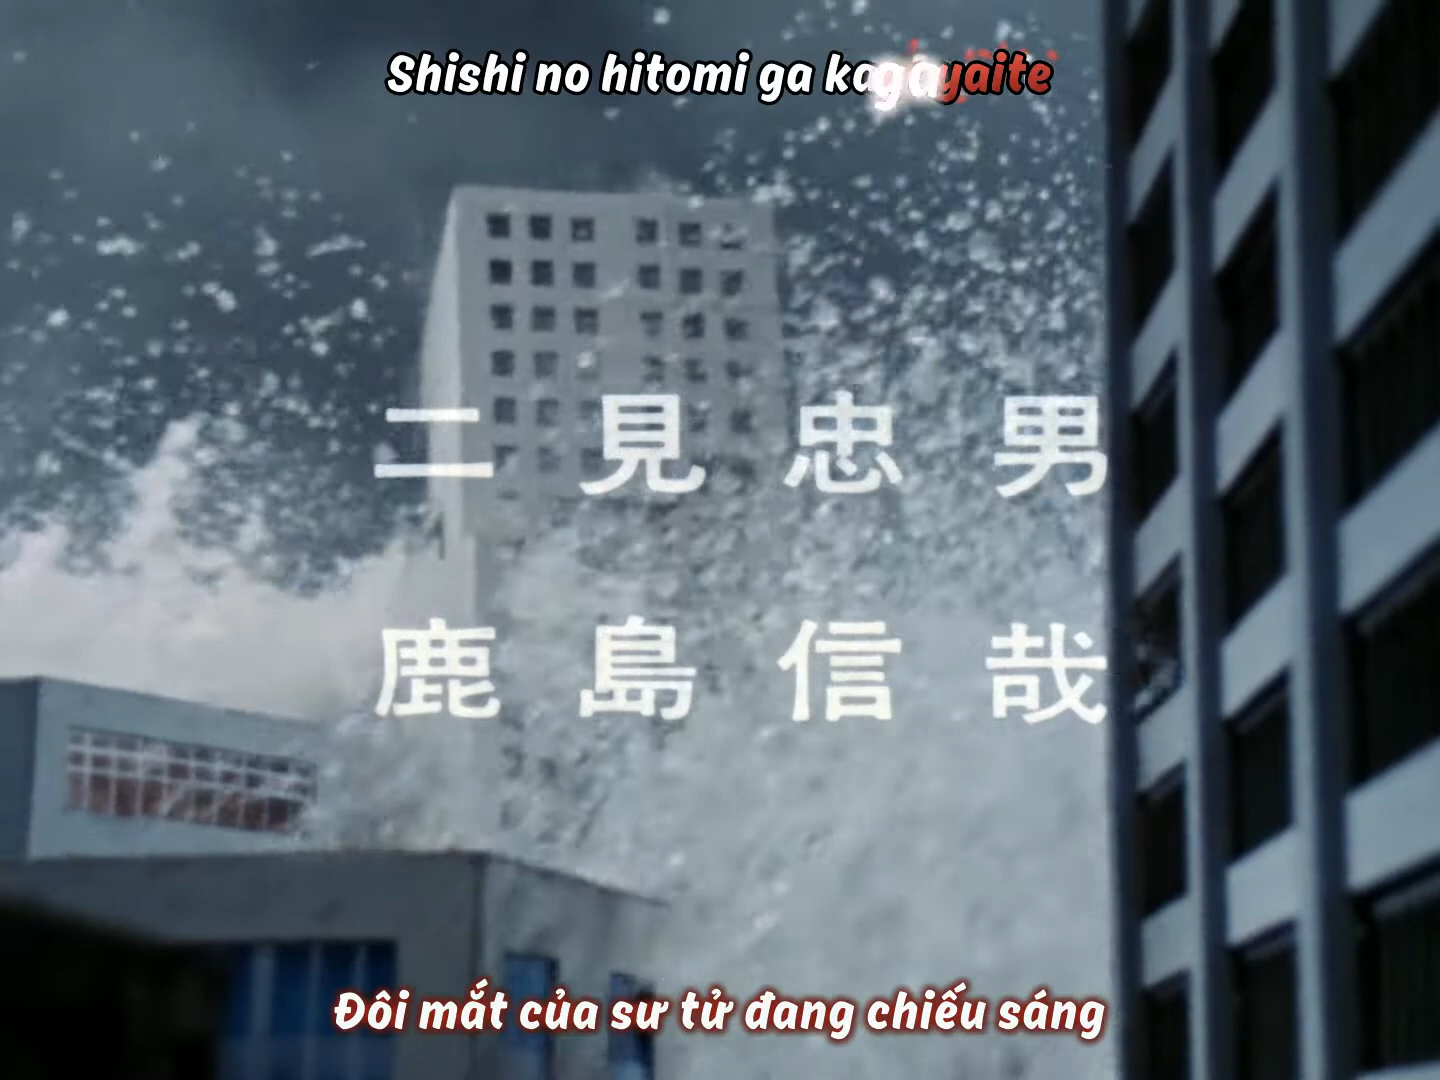 Shishi no hitomi ga kagayaite
二見忠男
鹿島信哉
Đôi mắt của sư tử đang chiếu sáng